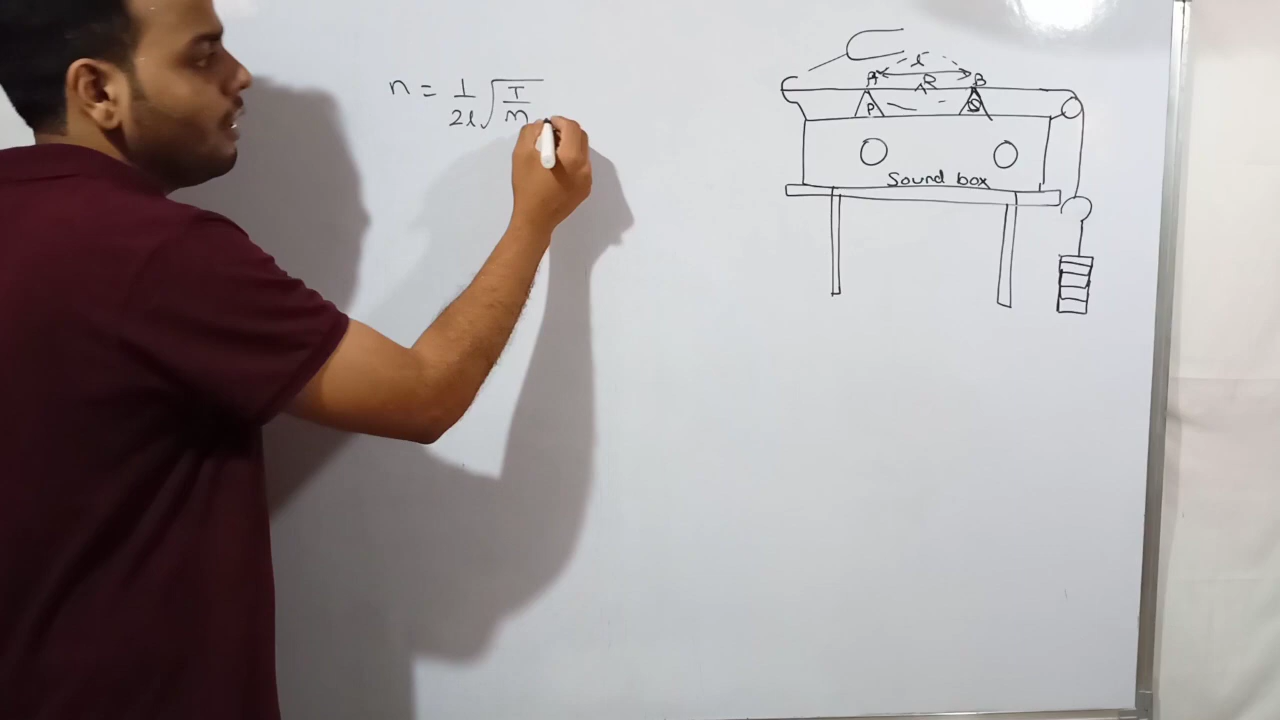 n = 1/2l √T/m
l
A B
R
P S
Sound box